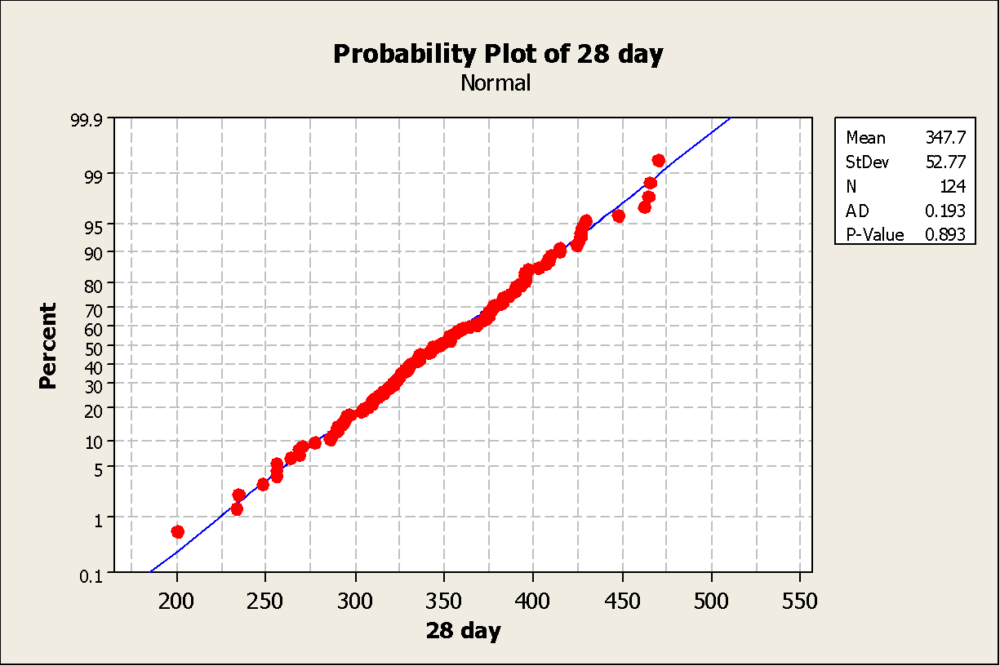 Probability Plot of 28 day
Normal
Mean 347.7
StDev 52.77
N 124
AD 0.193
P-Value 0.893
Percent
99.9
99
95
90
80
70
60
50
40
30
20
10
5
1
0.1
200 250 300 350 400 450 500 550
28 day